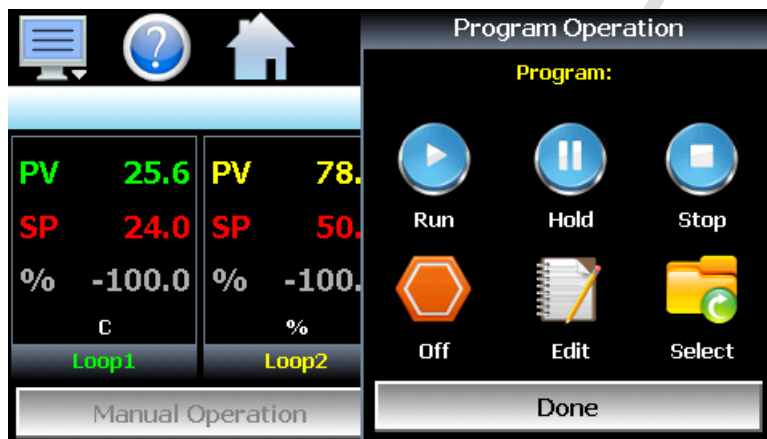 ?
Program Operation
Program:
PV 25.6 PV 78.
SP 24.0 SP 50.
% -100.0 % -100.
C %
Loop1 Loop2
Manual Operation
Run Hold Stop
Off Edit Select
Done